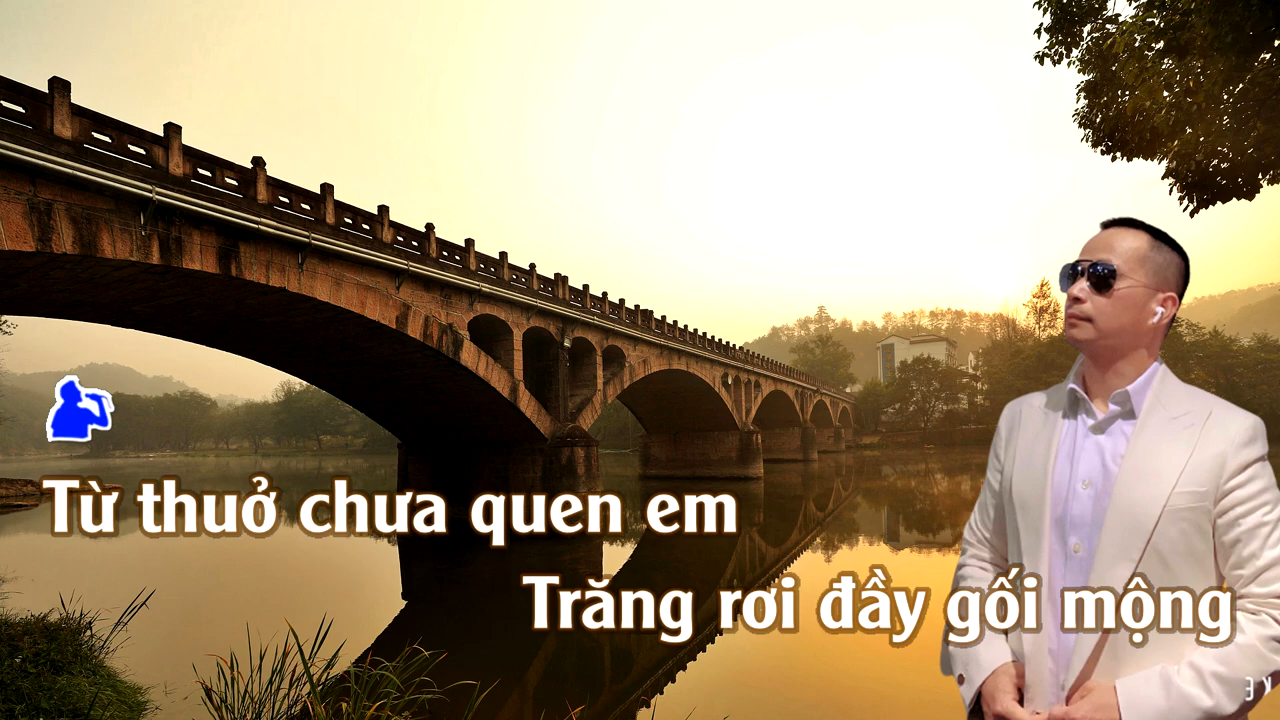 Từ thuở chưa quen em
Trăng rơi đầy gối mộng